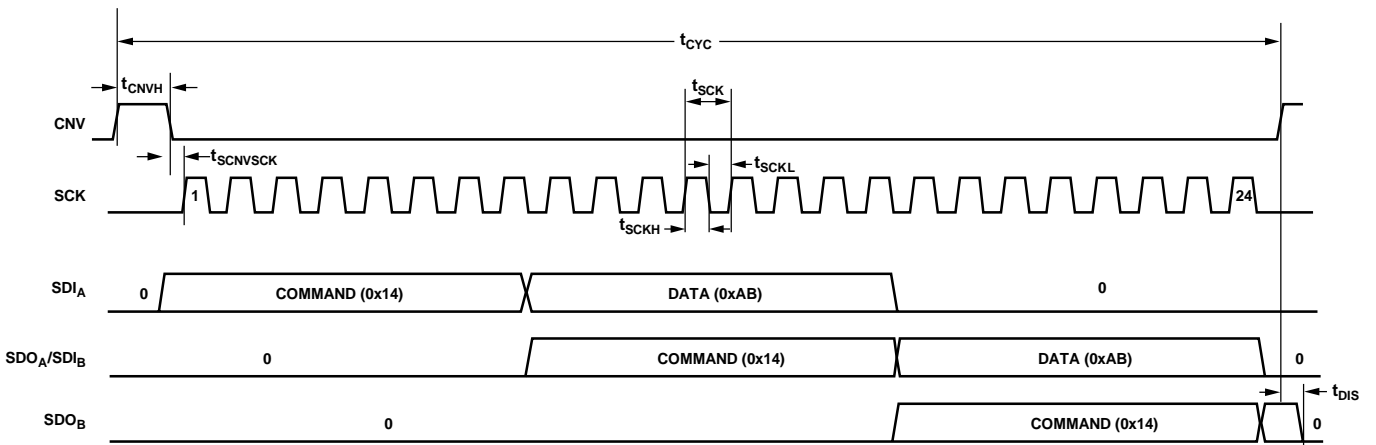 tCYC
tCNVH
tSCK
CNV
tSCNVSCK
tSCKL
SCK
1
24
tSCKH
SDIA
0
COMMAND (0x14)
DATA (0xAB)
0
SDOA/SDIB
0
COMMAND (0x14)
DATA (0xAB)
0
tDIS
SDOB
0
COMMAND (0x14)
0